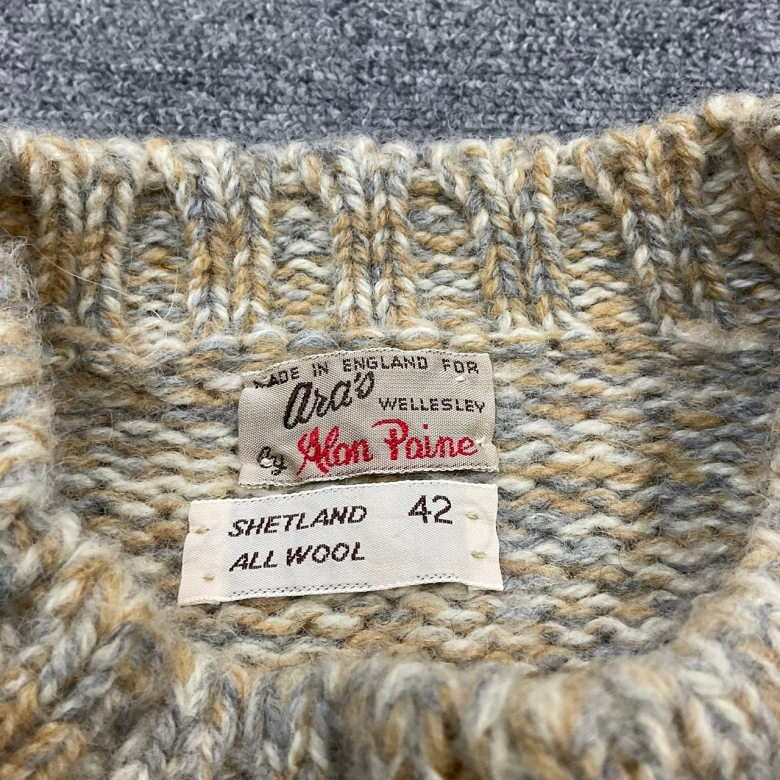 MADE IN ENGLAND FOR
Ara's WELLESLEY
By Alan Paine
SHETLAND 42
ALL WOOL